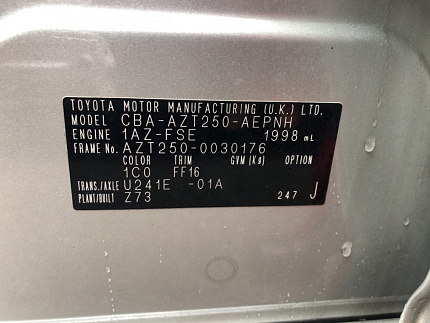 TOYOTA MOTOR MANUFACTURING (U.K.) LTD.
MODEL CBA-AZT250-AEPNH
ENGINE 1AZ-FSE 1998 mL
FRAME No. AZT250-0030176
COLOR TRIM GVM (Kg) OPTION
1C0 FF16
TRANS./AXLE U241E -01A
PLANT/BUILT Z73 247 J